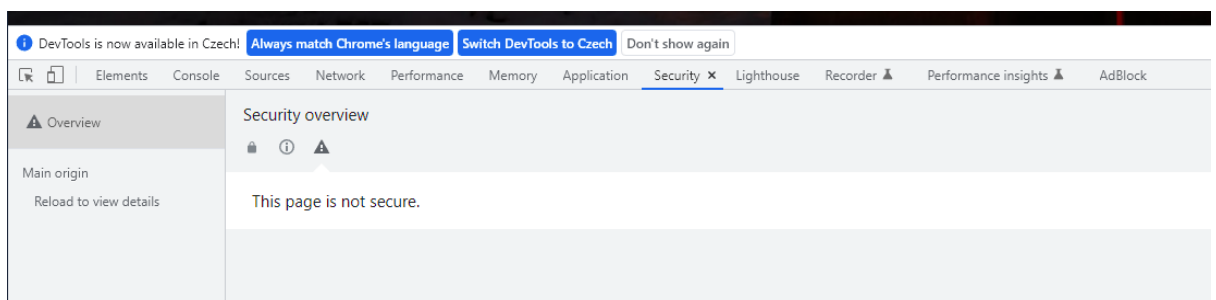 DevTools is now available in Czech! Always match Chrome's language Switch DevTools to Czech Don't show again
Elements Console Sources Network Performance Memory Application Security × Lighthouse Recorder Performance insights AdBlock
Overview
Security overview
Main origin
Reload to view details
This page is not secure.